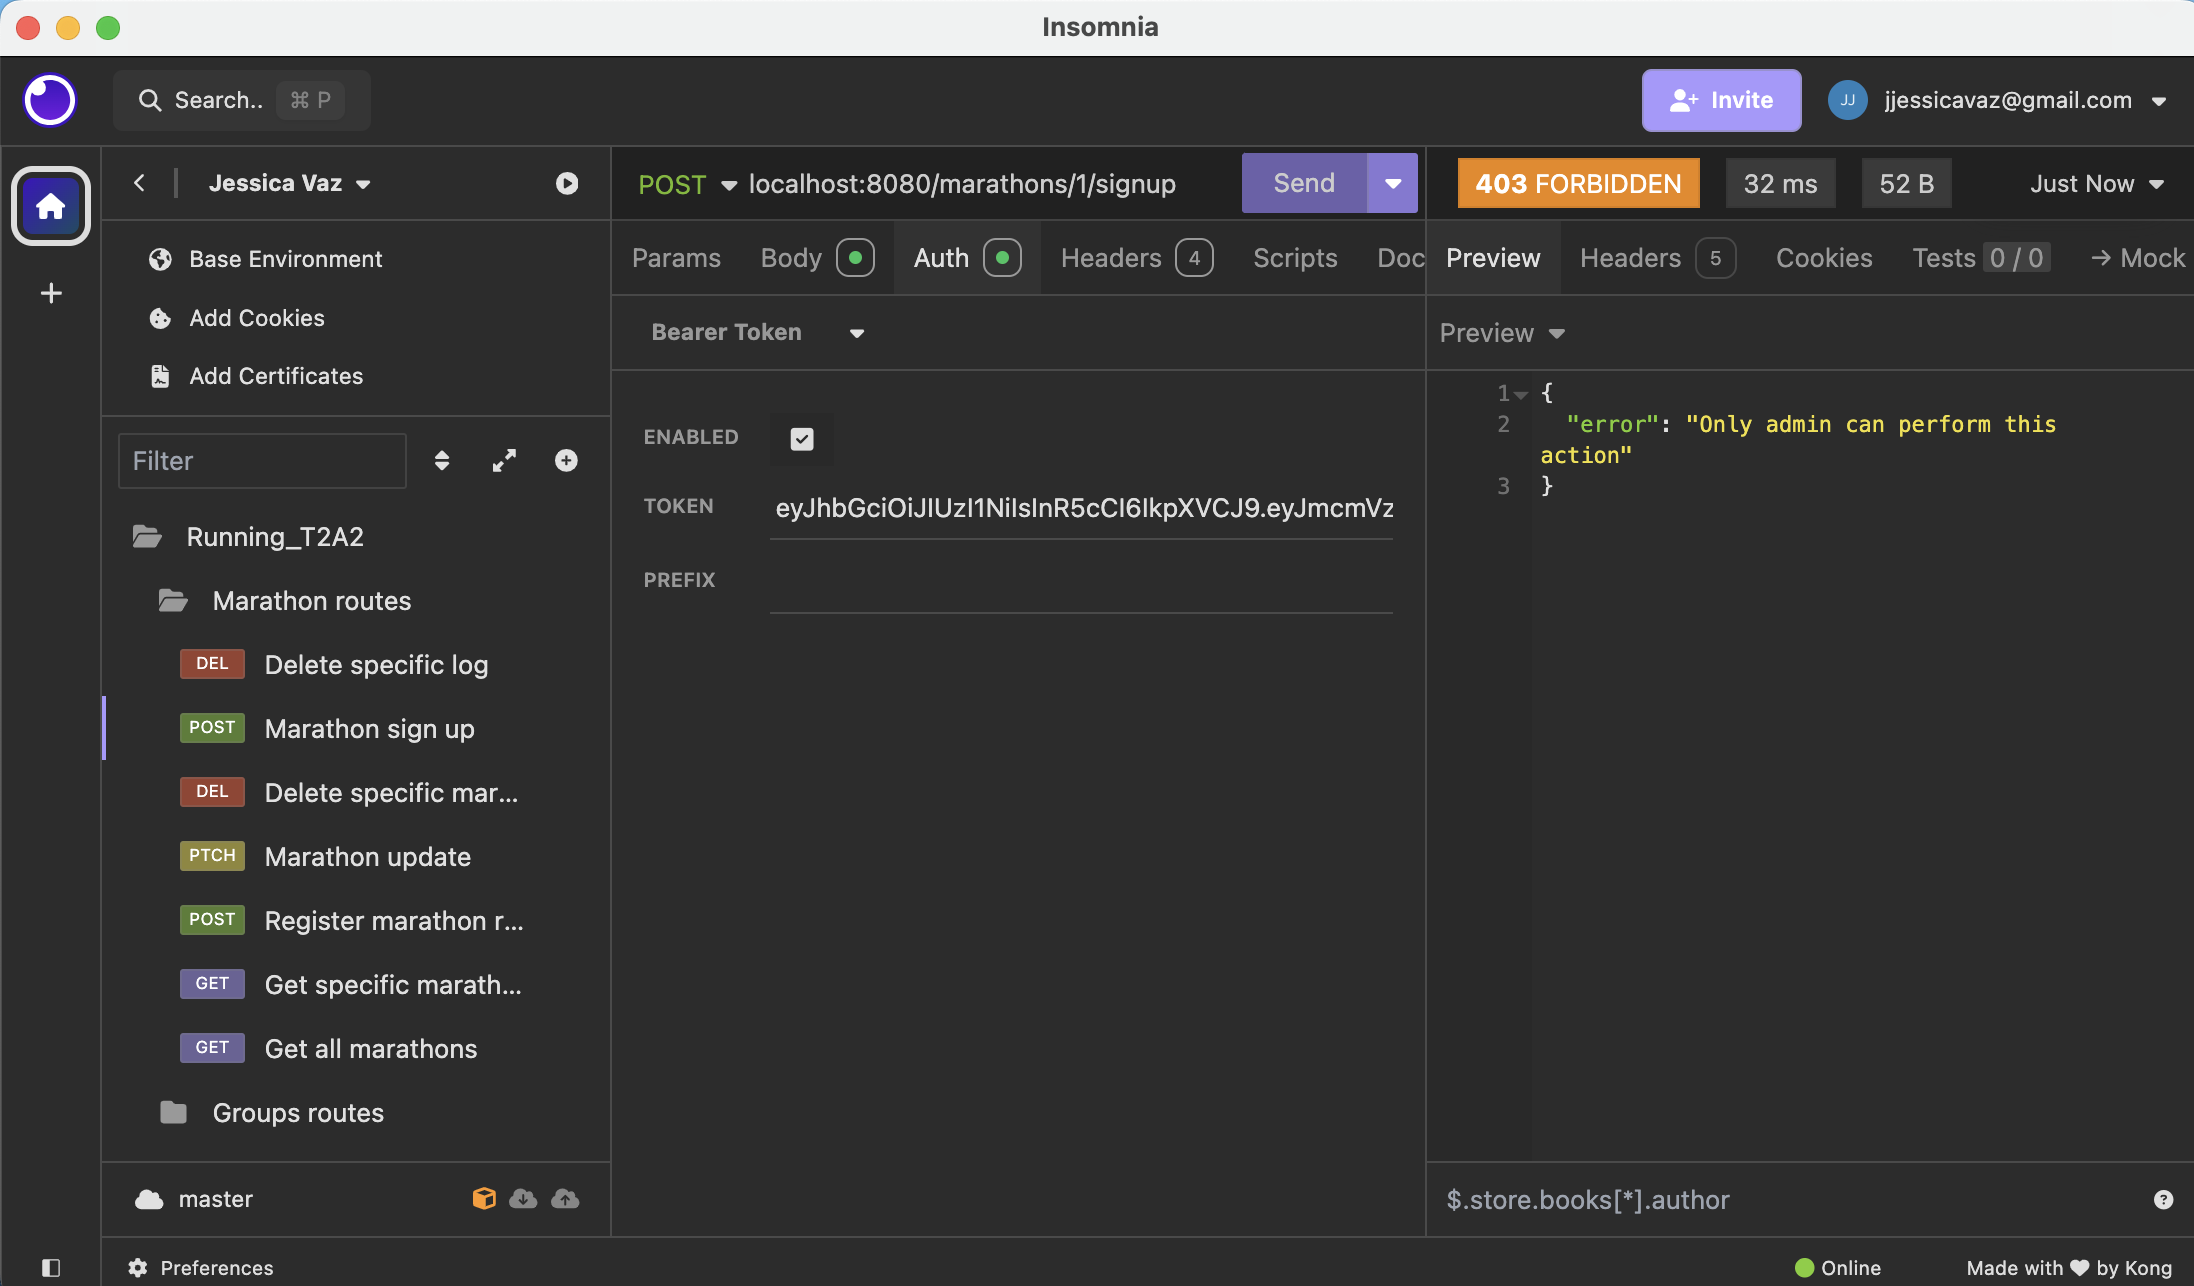 Insomnia
Search.. ⌘ P
Invite
JJ
jjessicavaz@gmail.com
Jessica Vaz
Base Environment
Add Cookies
Add Certificates
Filter
Running_T2A2
Marathon routes
DEL Delete specific log
POST Marathon sign up
DEL Delete specific mar...
PTCH Marathon update
POST Register marathon r...
GET Get specific marath...
GET Get all marathons
Groups routes
master
Preferences
POST localhost:8080/marathons/1/signup
Send
Params Body Auth Headers 4 Scripts Doc
Bearer Token
ENABLED
TOKEN eyJhbGciOiJIUzI1NiIsInR5cCI6IkpXVCJ9.eyJmcmVz
PREFIX
403 FORBIDDEN 32 ms 52 B Just Now
Preview Headers 5 Cookies Tests 0 / 0 → Mock
Preview
1 {
2 "error": "Only admin can perform this
action"
3 }
$.store.books[*].author
?
Online
Made with ♥ by Kong